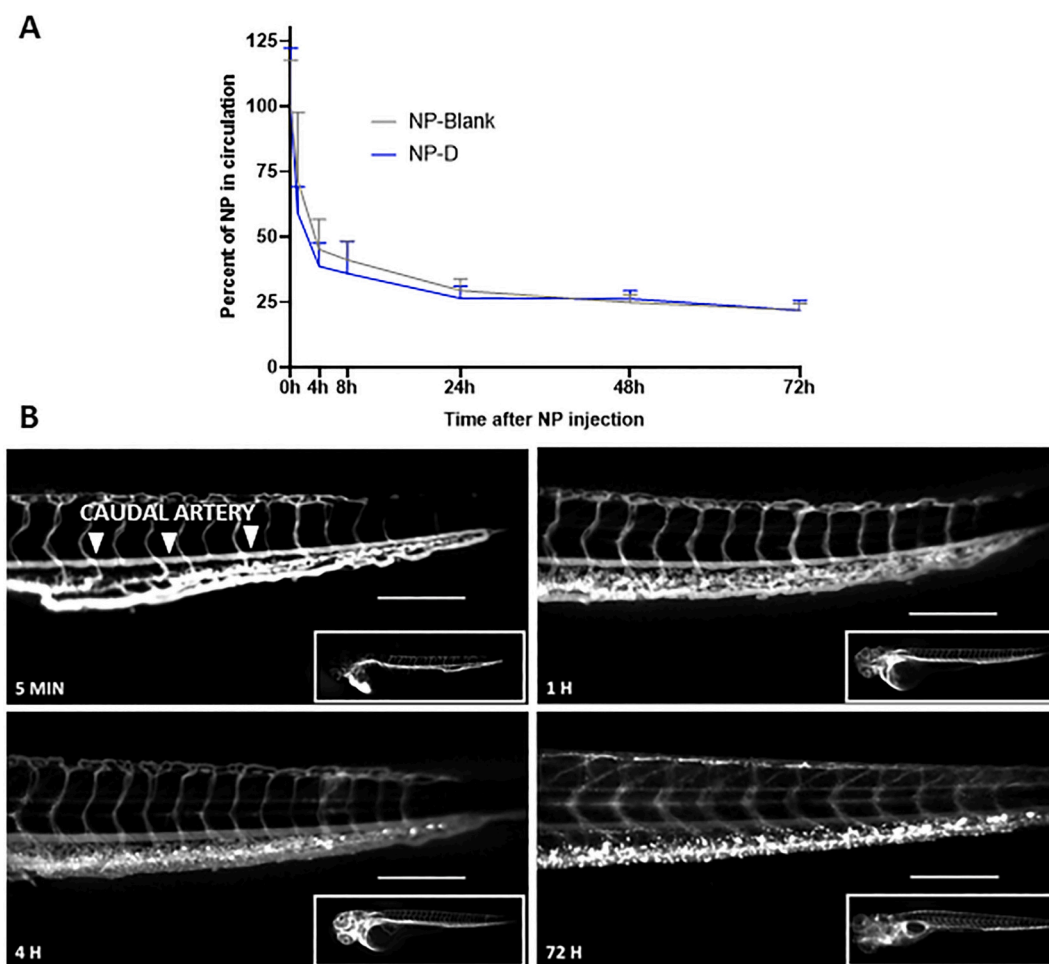 A
125
100
75
50
25
0
Percent of NP in circulation
NP-Blank
NP-D
0h 4h 8h 24h 48h 72h
Time after NP injection
B
CAUDAL ARTERY
5 MIN
1 H
4 H
72 H